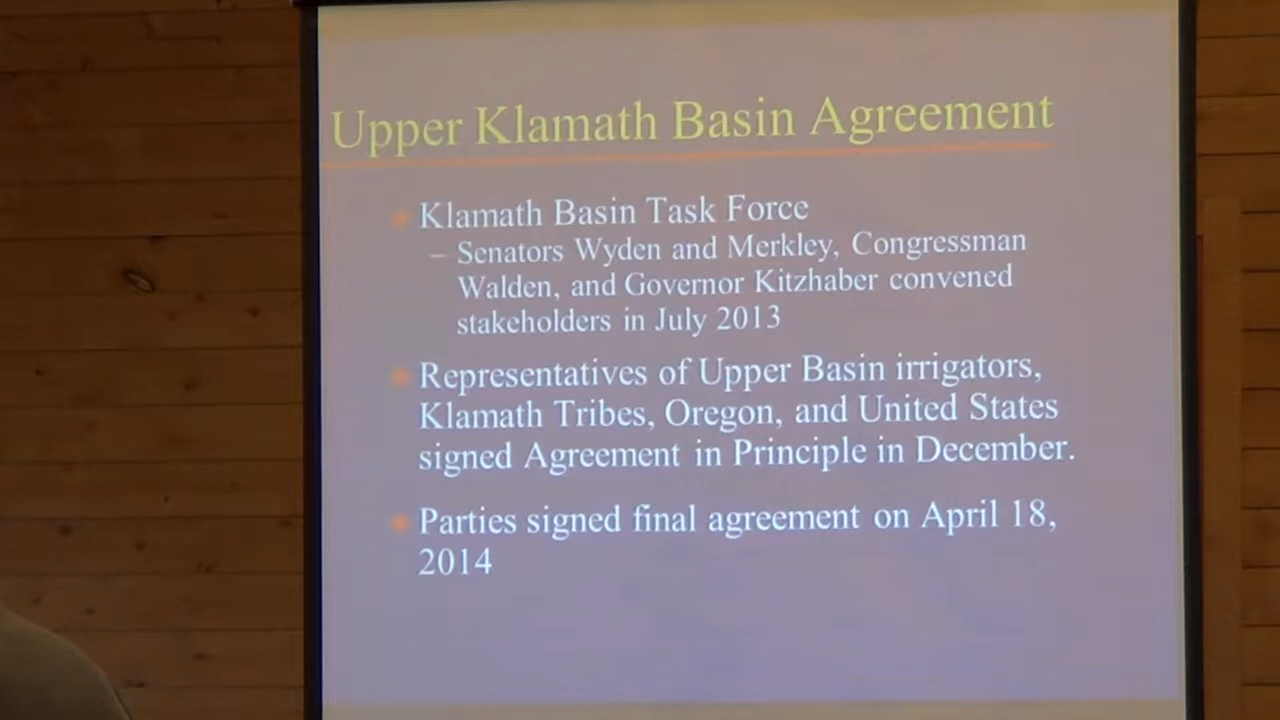 Upper Klamath Basin Agreement
Klamath Basin Task Force
– Senators Wyden and Merkley, Congressman
Walden, and Governor Kitzhaber convened
stakeholders in July 2013
Representatives of Upper Basin irrigators,
Klamath Tribes, Oregon, and United States
signed Agreement in Principle in December.
Parties signed final agreement on April 18,
2014